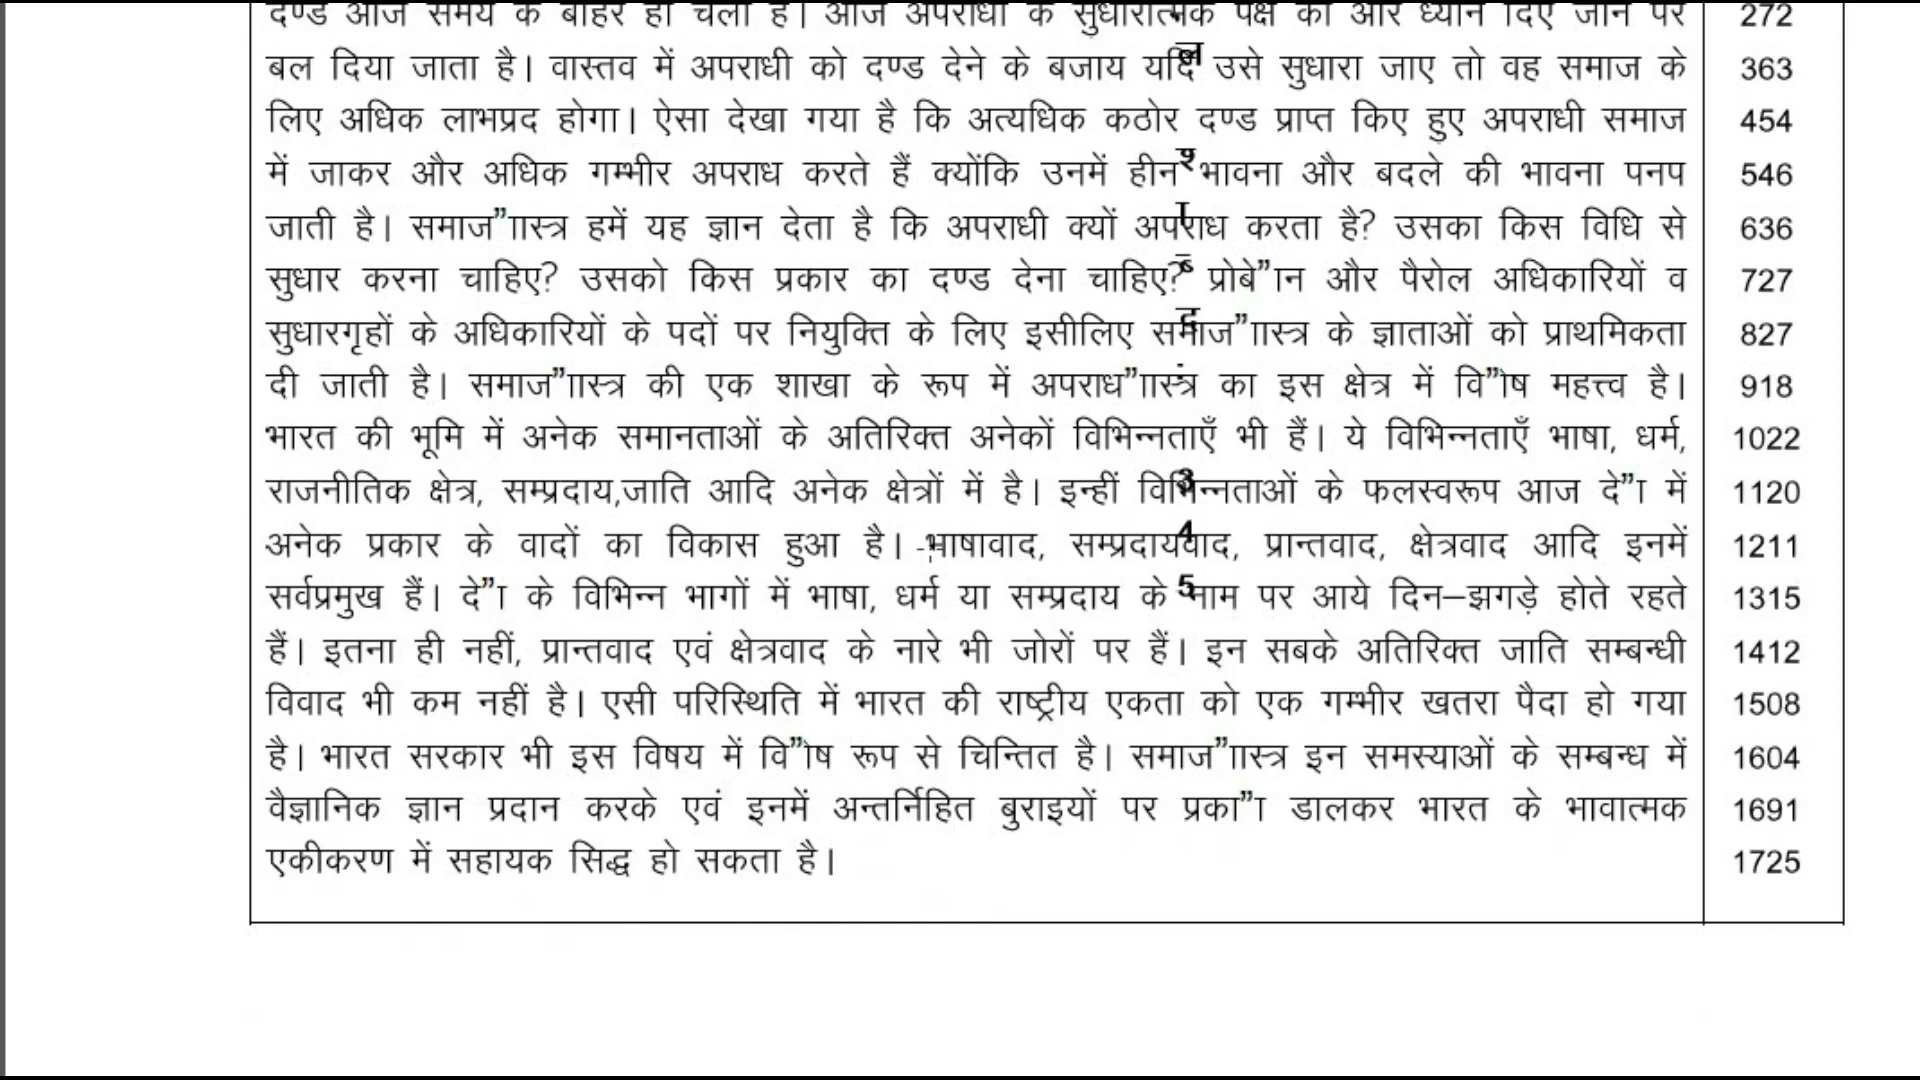 दण्ड आज समय के बाहर हो चला है। आज अपराधी के सुधारात्मक पक्ष की ओर ध्यान दिए जाने पर 272
बल दिया जाता है। वास्तव में अपराधी को दण्ड देने के बजाय यदि उसे सुधारा जाए तो वह समाज के 363
लिए अधिक लाभप्रद होगा। ऐसा देखा गया है कि अत्यधिक कठोर दण्ड प्राप्त किए हुए अपराधी समाज 454
में जाकर और अधिक गम्भीर अपराध करते हैं क्योंकि उनमें हीन भावना और बदले की भावना पनप 546
जाती है। समाज”ाास्त्र हमें यह ज्ञान देता है कि अपराधी क्यों अपराध करता है? उसका किस विधि से 636
सुधार करना चाहिए? उसको किस प्रकार का दण्ड देना चाहिए? प्रोबे”ान और पैरोल अधिकारियों व 727
सुधारगृहों के अधिकारियों के पदों पर नियुक्ति के लिए इसीलिए समाज”ाास्त्र के ज्ञाताओं को प्राथमिकता 827
दी जाती है। समाज”ाास्त्र की एक शाखा के रूप में अपराध”ाास्त्र का इस क्षेत्र में वि”ोष महत्त्व है। 918
भारत की भूमि में अनेक समानताओं के अतिरिक्त अनेकों विभिन्नताएँ भी हैं। ये विभिन्नताएँ भाषा, धर्म, 1022
राजनीतिक क्षेत्र, सम्प्रदाय,जाति आदि अनेक क्षेत्रों में है। इन्हीं विभिन्नताओं के फलस्वरूप आज दे”ा में 1120
अनेक प्रकार के वादों का विकास हुआ है। भाषावाद, सम्प्रदायवाद, प्रान्तवाद, क्षेत्रवाद आदि इनमें 1211
सर्वप्रमुख हैं। दे”ा के विभिन्न भागों में भाषा, धर्म या सम्प्रदाय के नाम पर आये दिन–झगड़े होते रहते 1315
हैं। इतना ही नहीं, प्रान्तवाद एवं क्षेत्रवाद के नारे भी जोरों पर हैं। इन सबके अतिरिक्त जाति सम्बन्धी 1412
विवाद भी कम नहीं है। एसी परिस्थिति में भारत की राष्ट्रीय एकता को एक गम्भीर खतरा पैदा हो गया 1508
है। भारत सरकार भी इस विषय में वि”ोष रूप से चिन्तित है। समाज”ाास्त्र इन समस्याओं के सम्बन्ध में 1604
वैज्ञानिक ज्ञान प्रदान करके एवं इनमें अन्तर्निहित बुराइयों पर प्रका”ा डालकर भारत के भावात्मक 1691
एकीकरण में सहायक सिद्ध हो सकता है। 1725
3
4
5